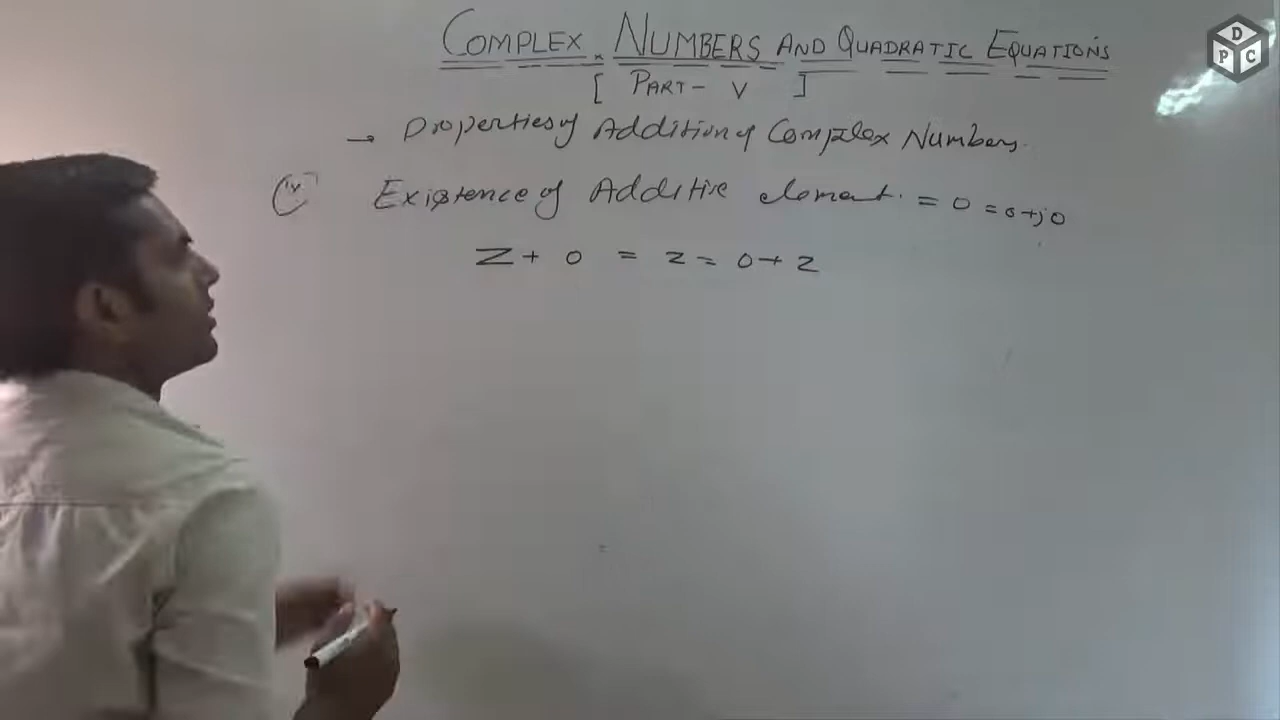 COMPLEX NUMBERS AND QUADRATIC EQUATIONS
[ PART - V ]
→ Properties of Addition of Complex Numbers.
(iv) Existence of Additive element. = 0 = 0+j0
Z + 0 = z = 0 + z
D
P C